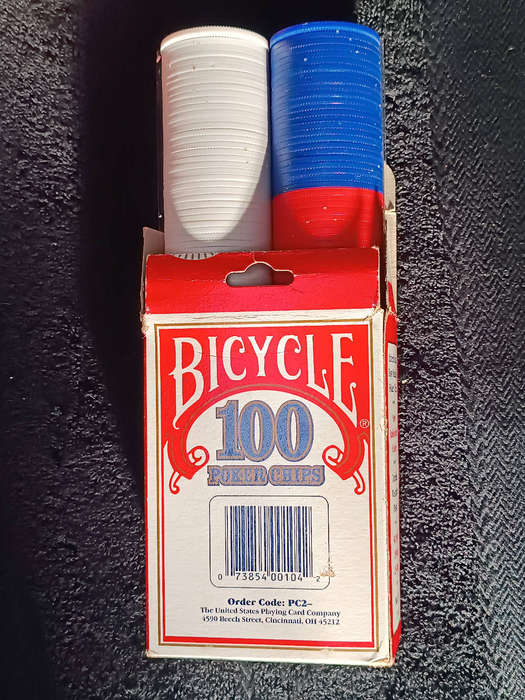 BICYCLE®
100
POKER CHIPS
0 73854 00104 2
Order Code: PC2–
The United States Playing Card Company
4590 Beech Street, Cincinnati, OH 45212